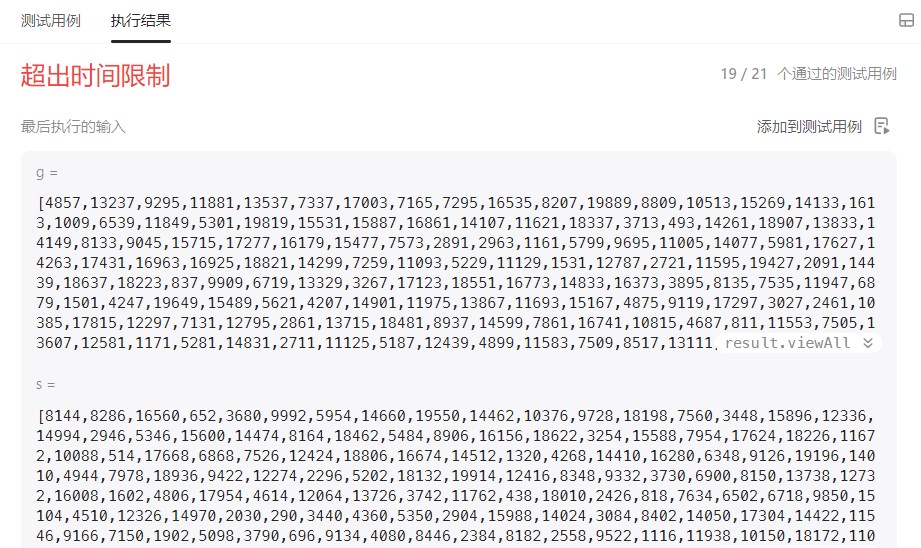 测试用例 执行结果
超出时间限制 19 / 21 个通过的测试用例
最后执行的输入 添加到测试用例
g =
[4857,13237,9295,11881,13537,7337,17003,7165,7295,16535,8207,19889,8809,10513,15269,14133,161
3,1009,6539,11849,5301,19819,15531,15887,16861,14107,11621,18337,3713,493,14261,18907,13833,1
4149,8133,9045,15715,17277,16179,15477,7573,2891,2963,1161,5799,9695,11005,14077,5981,17627,1
4263,17431,16963,16925,18821,14299,7259,11093,5229,11129,1531,12787,2721,11595,19427,2091,144
39,18637,18223,837,9909,6719,13329,3267,17123,18551,16773,14833,16373,3895,8135,7535,11947,68
79,1501,4247,19649,15489,5621,4207,14901,11975,13867,11693,15167,4875,9119,17297,3027,2461,10
385,17815,12297,7131,12795,2861,13715,18481,8937,14599,7861,16741,10815,4687,811,11553,7505,1
3607,12581,1171,5281,14831,2711,11125,5187,12439,4899,11583,7509,8517,13111, result.viewAll
s =
[8144,8286,16560,652,3680,9992,5954,14660,19550,14462,10376,9728,18198,7560,3448,15896,12336,
14994,2946,5346,15600,14474,8164,18462,5484,8906,16156,18622,3254,15588,7954,17624,18226,1167
2,10088,514,17668,6868,7526,12424,18806,16674,14512,1320,4268,14410,16280,6348,9126,19196,140
10,4944,7978,18936,9422,12274,2296,5202,18132,19914,12416,8348,9332,3730,6900,8150,13738,1273
2,16008,1602,4806,17954,4614,12064,13726,3742,11762,438,18010,2426,818,7634,6502,6718,9850,15
104,4510,12326,14970,2030,290,3440,4360,5350,2904,15988,14024,3084,8402,14050,17304,14422,115
46,9166,7150,1902,5098,3790,696,9134,4080,8446,2384,8182,2558,9522,1116,11938,10150,18172,110